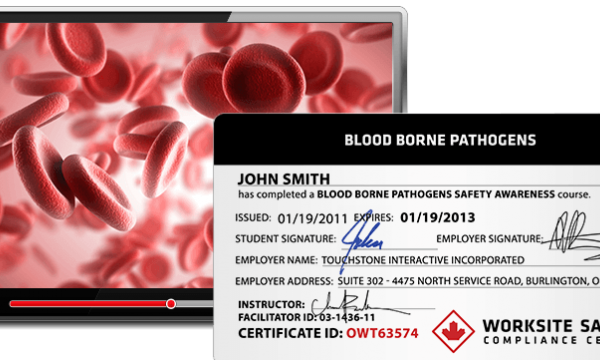 BLOOD BORNE PATHOGENS
JOHN SMITH
has completed a BLOOD BORNE PATHOGENS SAFETY AWARENESS course.
ISSUED: 01/19/2011 EXPIRES: 01/19/2013
STUDENT SIGNATURE: John EMPLOYER SIGNATURE:
EMPLOYER NAME: TOUCHSTONE INTERACTIVE INCORPORATED
EMPLOYER ADDRESS: SUITE 302 - 4475 NORTH SERVICE ROAD, BURLINGTON, O
INSTRUCTOR:
FACILITATOR ID: 03-1436-11
CERTIFICATE ID: OWT63574
WORKSITE SA
COMPLIANCE CE